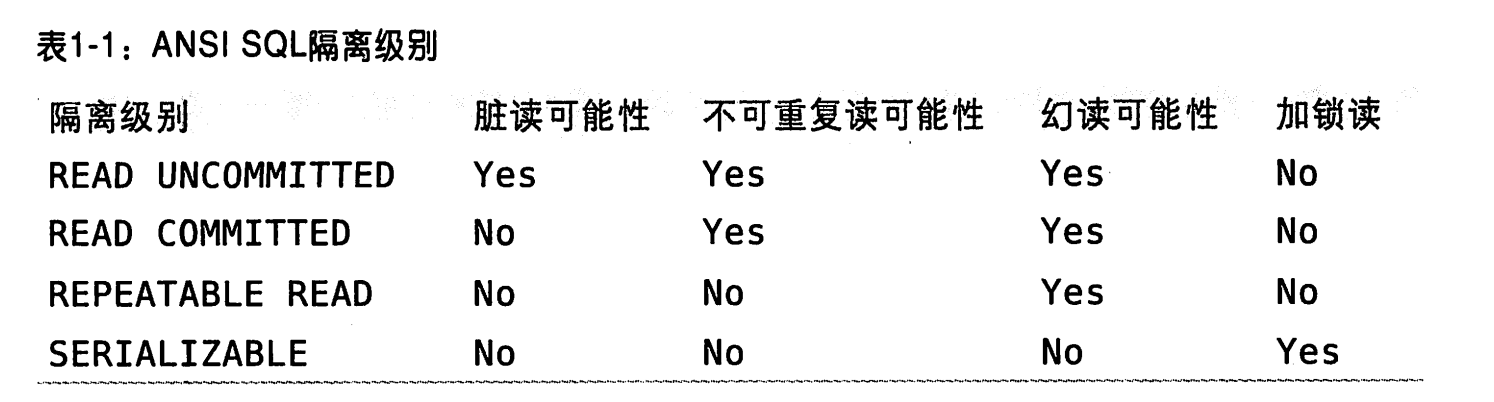 表1-1：ANSI SQL隔离级别
隔离级别 脏读可能性 不可重复读可能性 幻读可能性 加锁读
READ UNCOMMITTED Yes Yes Yes No
READ COMMITTED No Yes Yes No
REPEATABLE READ No No Yes No
SERIALIZABLE No No No Yes